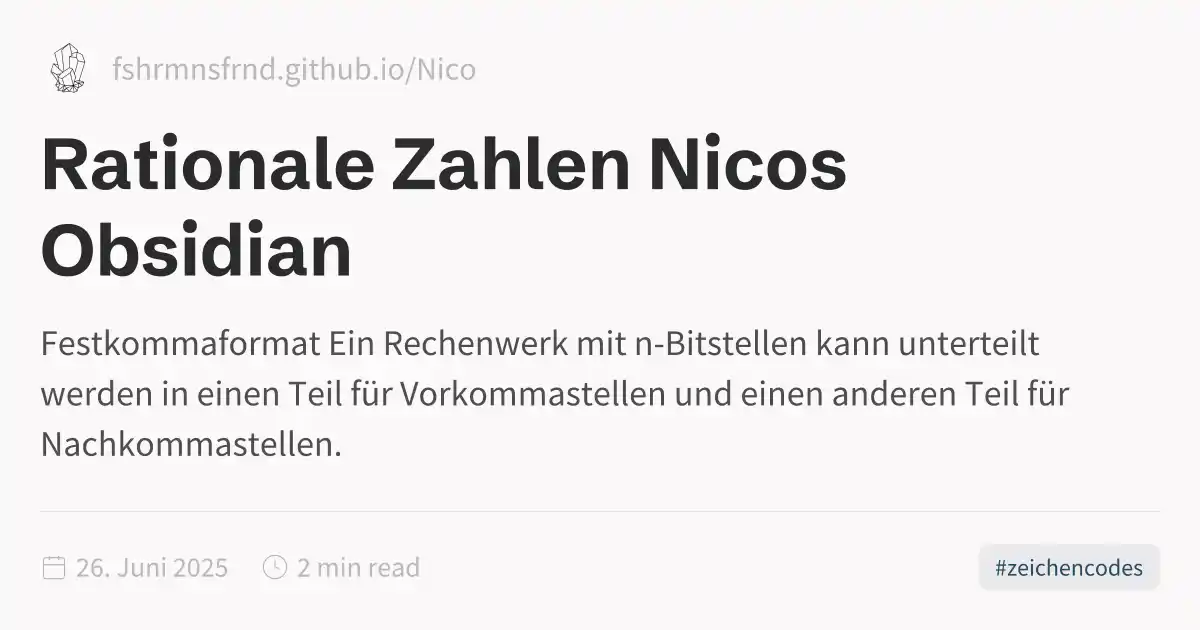 fshrmnsfrnd.github.io/Nico
Rationale Zahlen Nicos
Obsidian
Festkommaformat Ein Rechenwerk mit n-Bitstellen kann unterteilt
werden in einen Teil für Vorkommastellen und einen anderen Teil für
Nachkommastellen.
26. Juni 2025 2 min read #zeichencodes